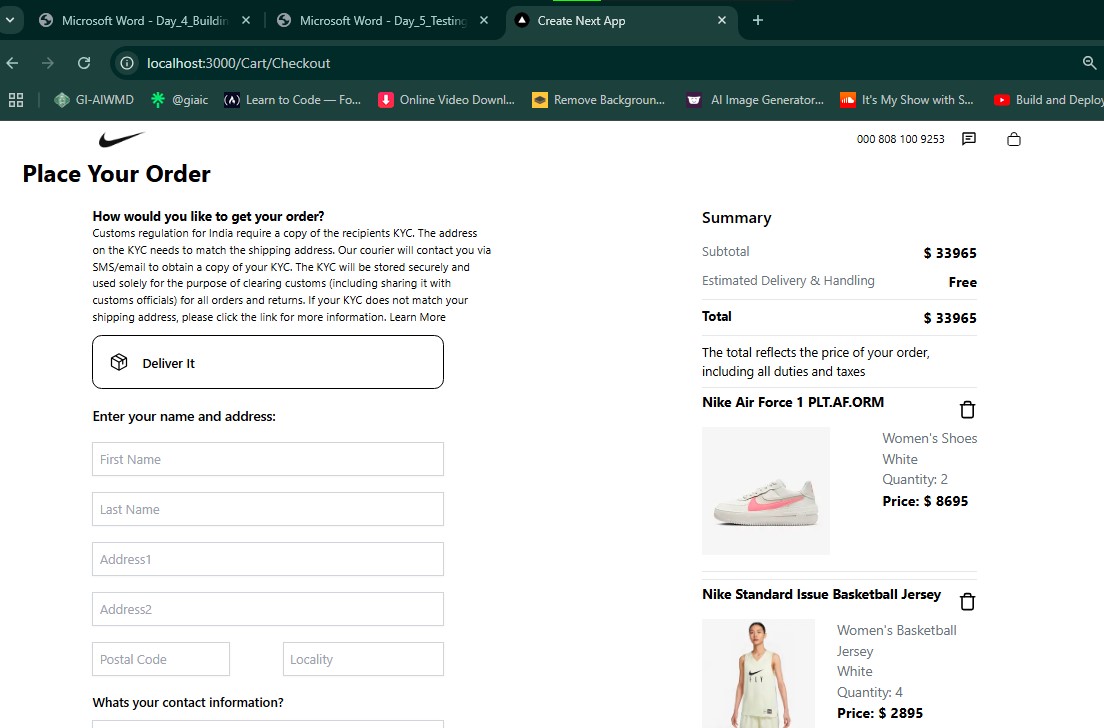 Microsoft Word - Day_4_Buildin
Microsoft Word - Day_5_Testing
Create Next App
localhost:3000/Cart/Checkout
GI-AIWMD
@giaic
Learn to Code — Fo...
Online Video Downl...
Remove Backgroun...
AI Image Generator...
It's My Show with S...
Build and Deploy
000 808 100 9253
Place Your Order
How would you like to get your order?
Customs regulation for India require a copy of the recipients KYC. The address
on the KYC needs to match the shipping address. Our courier will contact you via
SMS/email to obtain a copy of your KYC. The KYC will be stored securely and
used solely for the purpose of clearing customs (including sharing it with
customs officials) for all orders and returns. If your KYC does not match your
shipping address, please click the link for more information. Learn More
Deliver It
Enter your name and address:
First Name
Last Name
Address1
Address2
Postal Code
Locality
Whats your contact information?
Summary
Subtotal
$ 33965
Estimated Delivery & Handling
Free
Total
$ 33965
The total reflects the price of your order,
including all duties and taxes
Nike Air Force 1 PLT.AF.ORM
Women's Shoes
White
Quantity: 2
Price: $ 8695
Nike Standard Issue Basketball Jersey
Women's Basketball
Jersey
White
Quantity: 4
Price: $ 2895